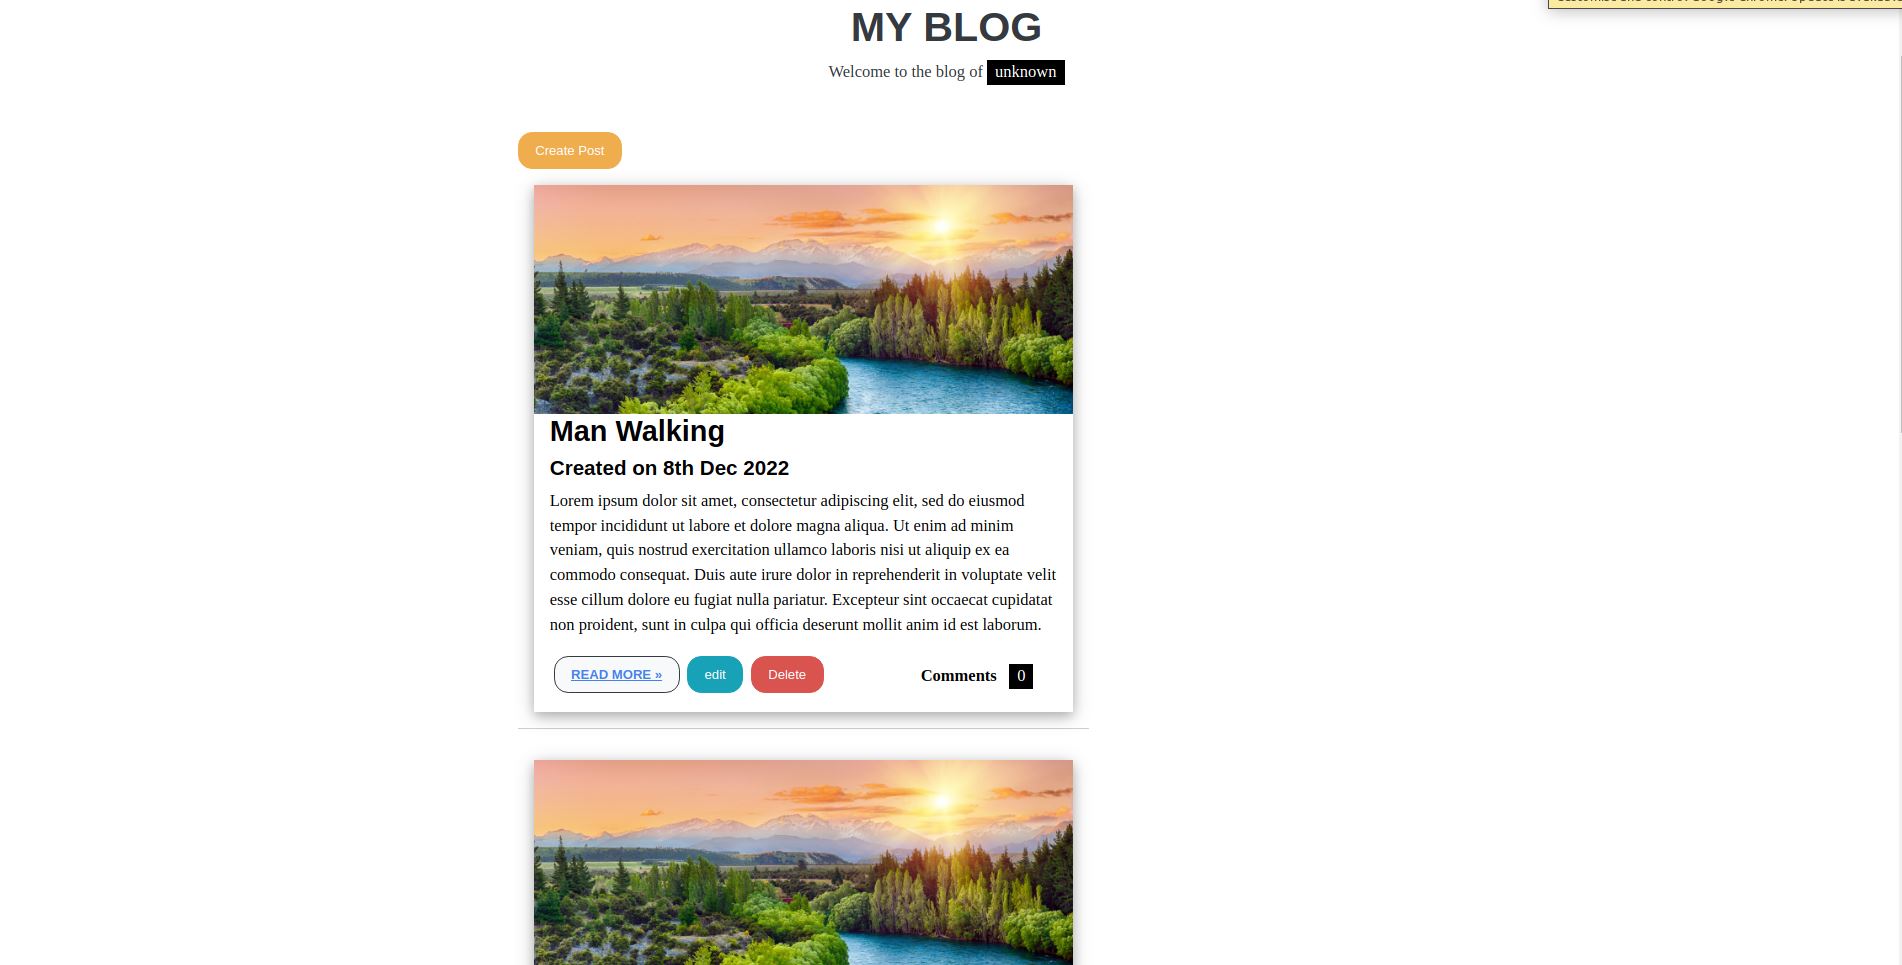 MY BLOG
Welcome to the blog of unknown
Create Post
Man Walking
Created on 8th Dec 2022
Lorem ipsum dolor sit amet, consectetur adipiscing elit, sed do eiusmod
tempor incididunt ut labore et dolore magna aliqua. Ut enim ad minim
veniam, quis nostrud exercitation ullamco laboris nisi ut aliquip ex ea
commodo consequat. Duis aute irure dolor in reprehenderit in voluptate velit
esse cillum dolore eu fugiat nulla pariatur. Excepteur sint occaecat cupidatat
non proident, sunt in culpa qui officia deserunt mollit anim id est laborum.
READ MORE » edit Delete Comments 0